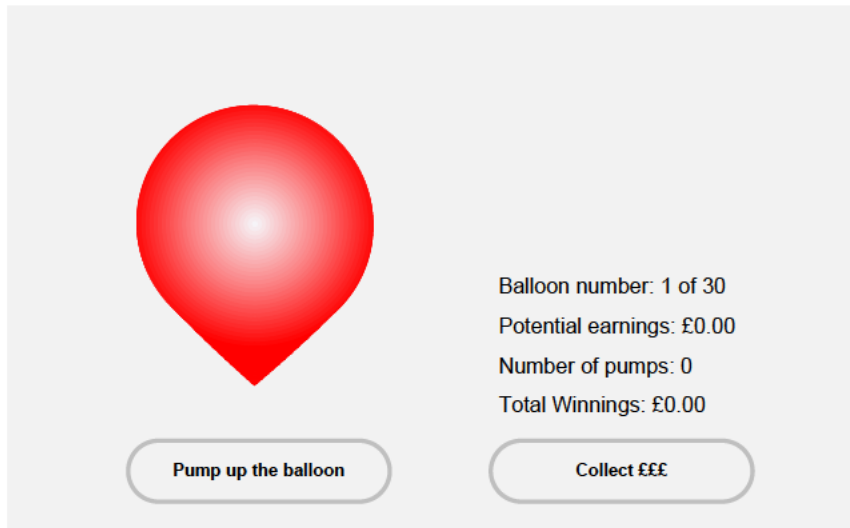 Balloon number: 1 of 30
Potential earnings: £0.00
Number of pumps: 0
Total Winnings: £0.00
Pump up the balloon
Collect £££